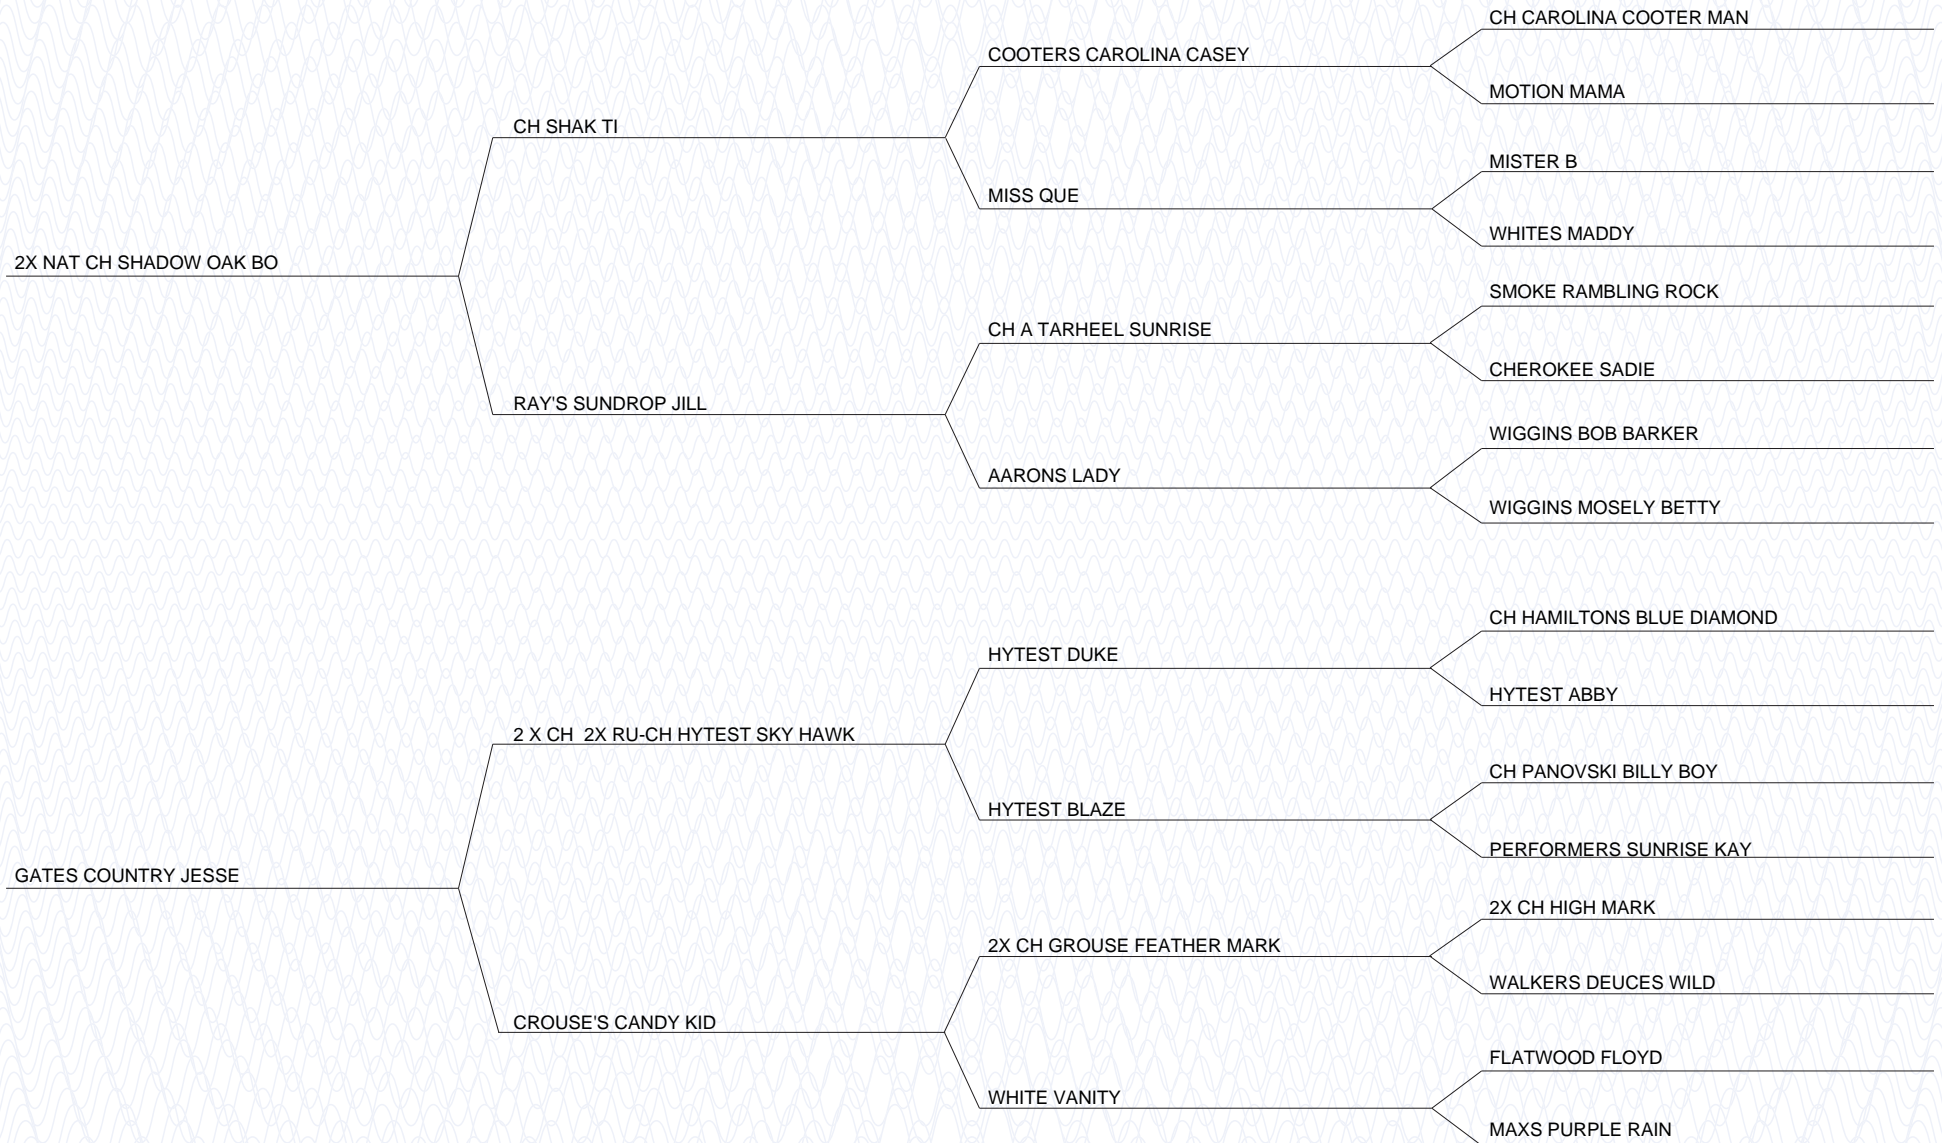 CH CAROLINA COOTER MAN
COOTERS CAROLINA CASEY
MOTION MAMA
CH SHAK TI
MISTER B
MISS QUE
WHITES MADDY
2X NAT CH SHADOW OAK BO
SMOKE RAMBLING ROCK
CH A TARHEEL SUNRISE
CHEROKEE SADIE
RAY'S SUNDROP JILL
WIGGINS BOB BARKER
AARONS LADY
WIGGINS MOSELY BETTY
CH HAMILTONS BLUE DIAMOND
HYTEST DUKE
HYTEST ABBY
2 X CH  2X RU-CH HYTEST SKY HAWK
CH PANOVSKI BILLY BOY
HYTEST BLAZE
PERFORMERS SUNRISE KAY
GATES COUNTRY JESSE
2X CH HIGH MARK
2X CH GROUSE FEATHER MARK
WALKERS DEUCES WILD
CROUSE'S CANDY KID
FLATWOOD FLOYD
WHITE VANITY
MAXS PURPLE RAIN